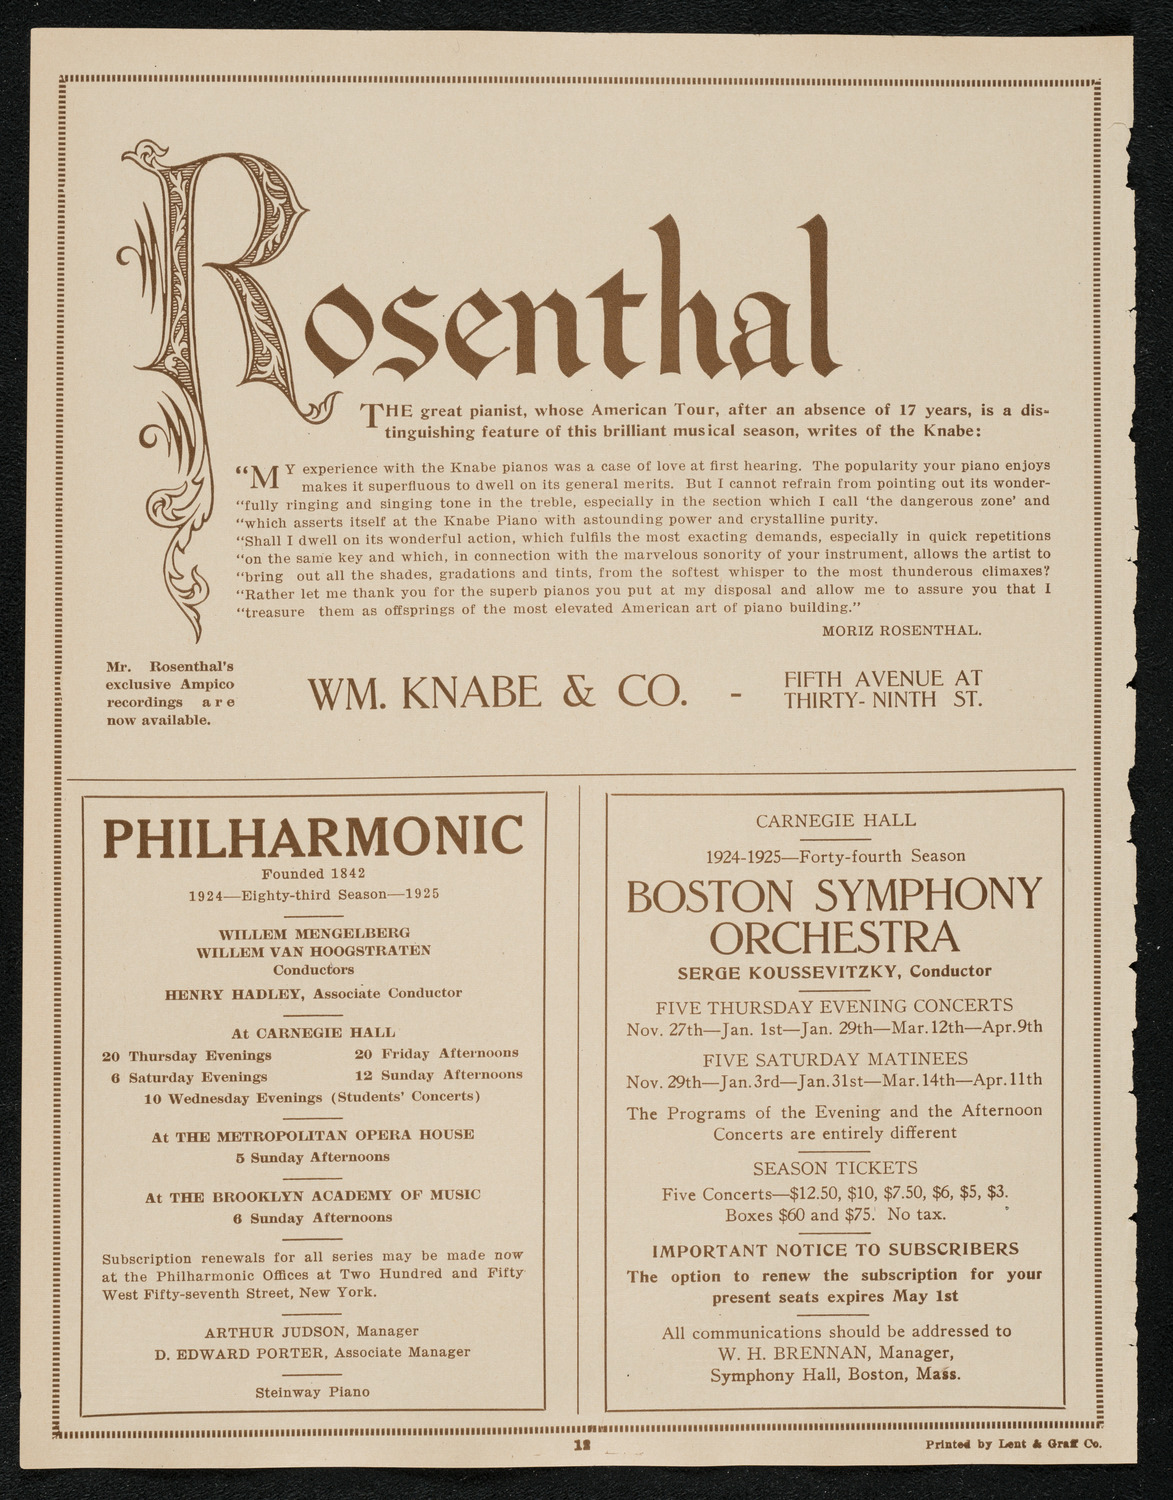 Rosenthal
THE great pianist, whose American Tour, after an absence of 17 years, is a dis-
tinguishing feature of this brilliant musical season, writes of the Knabe:
“MY experience with the Knabe pianos was a case of love at first hearing. The popularity your piano enjoys
makes it superfluous to dwell on its general merits. But I cannot refrain from pointing out its wonder-
“fully ringing and singing tone in the treble, especially in the section which I call ‘the dangerous zone’ and
“which asserts itself at the Knabe Piano with astounding power and crystalline purity.
“Shall I dwell on its wonderful action, which fulfils the most exacting demands, especially in quick repetitions
“on the same key and which, in connection with the marvelous sonority of your instrument, allows the artist to
“bring out all the shades, gradations and tints, from the softest whisper to the most thunderous climaxes?
“Rather let me thank you for the superb pianos you put at my disposal and allow me to assure you that I
“treasure them as offsprings of the most elevated American art of piano building.”
MORIZ ROSENTHAL.
Mr. Rosenthal's
exclusive Ampico
recordings are
now available.
WM. KNABE & CO. - FIFTH AVENUE AT
THIRTY-NINTH ST.
PHILHARMONIC
Founded 1842
1924—Eighty-third Season—1925
WILLEM MENGELBERG
WILLEM VAN HOOGSTRATEN
Conductors
HENRY HADLEY, Associate Conductor
At CARNEGIE HALL
20 Thursday Evenings 20 Friday Afternoons
6 Saturday Evenings 12 Sunday Afternoons
10 Wednesday Evenings (Students' Concerts)
At THE METROPOLITAN OPERA HOUSE
5 Sunday Afternoons
At THE BROOKLYN ACADEMY OF MUSIC
6 Sunday Afternoons
Subscription renewals for all series may be made now
at the Philharmonic Offices at Two Hundred and Fifty
West Fifty-seventh Street, New York.
ARTHUR JUDSON, Manager
D. EDWARD PORTER, Associate Manager
Steinway Piano
CARNEGIE HALL
1924-1925—Forty-fourth Season
BOSTON SYMPHONY
ORCHESTRA
SERGE KOUSSEVITZKY, Conductor
FIVE THURSDAY EVENING CONCERTS
Nov. 27th—Jan. 1st—Jan. 29th—Mar. 12th—Apr. 9th
FIVE SATURDAY MATINEES
Nov. 29th—Jan. 3rd—Jan. 31st—Mar. 14th—Apr. 11th
The Programs of the Evening and the Afternoon
Concerts are entirely different
SEASON TICKETS
Five Concerts—$12.50, $10, $7.50, $6, $5, $3.
Boxes $60 and $75. No tax.
IMPORTANT NOTICE TO SUBSCRIBERS
The option to renew the subscription for your
present seats expires May 1st
All communications should be addressed to
W. H. BRENNAN, Manager,
Symphony Hall, Boston, Mass.
12
Printed by Lent & Graff Co.